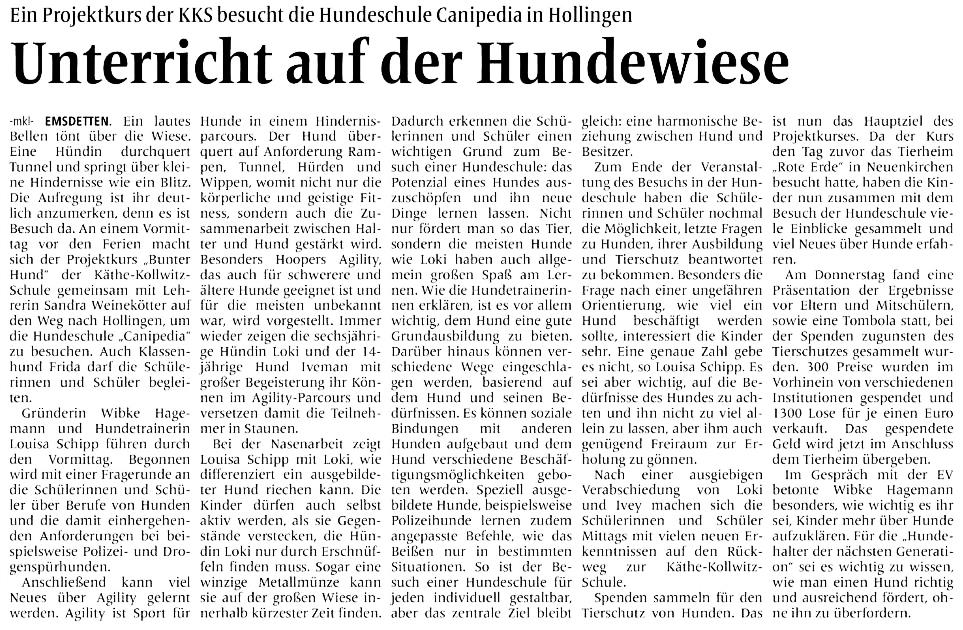 Ein Projektkurs der KKS besucht die Hundeschule Canipedia in Hollingen
Unterricht auf der Hundewiese
-mkl- EMSDETTEN. Ein lautes
Bellen tönt über die Wiese.
Eine Hündin durchquert
Tunnel und springt über klei-
ne Hindernisse wie ein Blitz.
Die Aufregung ist ihr deut-
lich anzumerken, denn es ist
Besuch da. An einem Vormit-
tag vor den Ferien macht
sich der Projektkurs „Bunter
Hund" der Käthe-Kollwitz-
Schule gemeinsam mit Leh-
rerin Sandra Weinekötter auf
den Weg nach Hollingen, um
die Hundeschule „Canipedia"
zu besuchen. Auch Klassen-
hund Frida darf die Schüle-
rinnen und Schüler beglei-
ten.
Gründerin Wibke Hage-
mann und Hundetrainerin
Louisa Schipp führen durch
den Vormittag. Begonnen
wird mit einer Fragerunde an
die Schülerinnen und Schü-
ler über Berufe von Hunden
und die damit einhergehen-
den Anforderungen bei bei-
spielsweise Polizei- und Dro-
genspürhunden.
Anschließend kann viel
Neues über Agility gelernt
werden. Agility ist Sport für
Hunde in einem Hindernis-
parcours. Der Hund über-
quert auf Anforderung Ram-
pen, Tunnel, Hürden und
Wippen, womit nicht nur die
körperliche und geistige Fit-
ness, sondern auch die Zu-
sammenarbeit zwischen Hal-
ter und Hund gestärkt wird.
Besonders Hoopers Agility,
das auch für schwerere und
ältere Hunde geeignet ist und
für die meisten unbekannt
war, wird vorgestellt. Immer
wieder zeigen die sechsjähri-
ge Hündin Loki und der 14-
jährige Hund Iveman mit
großer Begeisterung ihr Kön-
nen im Agility-Parcours und
versetzen damit die Teilneh-
mer in Staunen.
Bei der Nasenarbeit zeigt
Louisa Schipp mit Loki, wie
differenziert ein ausgebilde-
ter Hund riechen kann. Die
Kinder dürfen auch selbst
aktiv werden, als sie Gegen-
stände verstecken, die Hün-
din Loki nur durch Erschnüf-
feln finden muss. Sogar eine
winzige Metallmünze kann
sie auf der großen Wiese in-
nerhalb kürzester Zeit finden.
Dadurch erkennen die Schü-
lerinnen und Schüler einen
wichtigen Grund zum Be-
such einer Hundeschule: das
Potenzial eines Hundes aus-
zuschöpfen und ihn neue
Dinge lernen lassen. Nicht
nur fördert man so das Tier,
sondern die meisten Hunde
wie Loki haben auch allge-
mein großen Spaß am Ler-
nen. Wie die Hundetrainerin-
nen erklären, ist es vor allem
wichtig, dem Hund eine gute
Grundausbildung zu bieten.
Darüber hinaus können ver-
schiedene Wege eingeschla-
gen werden, basierend auf
dem Hund und seinen Be-
dürfnissen. Es können soziale
Bindungen mit anderen
Hunden aufgebaut und dem
Hund verschiedene Beschäf-
tigungsmöglichkeiten gebo-
ten werden. Speziell ausge-
bildete Hunde, beispielsweise
Polizeihunde lernen zudem
angepasste Befehle, wie das
Beißen nur in bestimmten
Situationen. So ist der Be-
such einer Hundeschule für
jeden individuell gestaltbar,
aber das zentrale Ziel bleibt
gleich: eine harmonische Be-
ziehung zwischen Hund und
Besitzer.
Zum Ende der Veranstal-
tung des Besuchs in der Hun-
deschule haben die Schüle-
rinnen und Schüler nochmal
die Möglichkeit, letzte Fragen
zu Hunden, ihrer Ausbildung
und Tierschutz beantwortet
zu bekommen. Besonders die
Frage nach einer ungefähren
Orientierung, wie viel ein
Hund beschäftigt werden
sollte, interessiert die Kinder
sehr. Eine genaue Zahl gebe
es nicht, so Louisa Schipp. Es
sei aber wichtig, auf die Be-
dürfnisse des Hundes zu ach-
ten und ihn nicht zu viel al-
lein zu lassen, aber ihm auch
genügend Freiraum zur Er-
holung zu gönnen.
Nach einer ausgiebigen
Verabschiedung von Loki
und Ivey machen sich die
Schülerinnen und Schüler
Mittags mit vielen neuen Er-
kenntnissen auf den Rück-
weg zur Käthe-Kollwitz-
Schule.
Spenden sammeln für den
Tierschutz von Hunden. Das
ist nun das Hauptziel des
Projektkurses. Da der Kurs
den Tag zuvor das Tierheim
„Rote Erde" in Neuenkirchen
besucht hatte, haben die Kin-
der nun zusammen mit dem
Besuch der Hundeschule vie-
le Einblicke gesammelt und
viel Neues über Hunde erfah-
ren.
Am Donnerstag fand eine
Präsentation der Ergebnisse
vor Eltern und Mitschülern,
sowie eine Tombola statt, bei
der Spenden zugunsten des
Tierschutzes gesammelt wur-
den. 300 Preise wurden im
Vorhinein von verschiedenen
Institutionen gespendet und
1300 Lose für je einen Euro
verkauft. Das gespendete
Geld wird jetzt im Anschluss
dem Tierheim übergeben.
Im Gespräch mit der EV
betonte Wibke Hagemann
besonders, wie wichtig es ihr
sei, Kinder mehr über Hunde
aufzuklären. Für die „Hunde-
halter der nächsten Generati-
on" sei es wichtig zu wissen,
wie man einen Hund richtig
und ausreichend fördert, oh-
ne ihn zu überfordern.